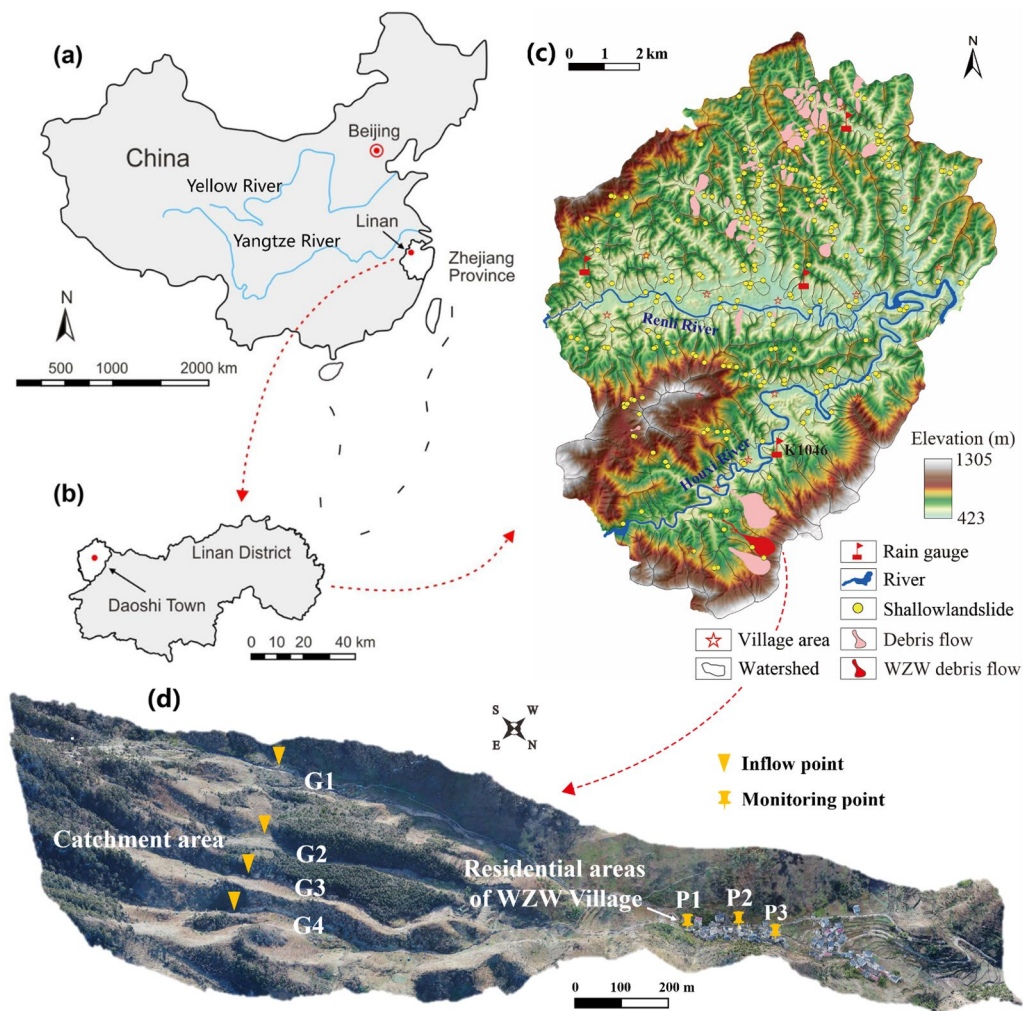 (a)
China
Beijing
Yellow River
Linan
Yangtze River
Zhejiang
Province
N
500 1000 2000 km
(b)
Linan District
Daoshi Town
0 20 40 km
(c)
0 1 2 km
N
Renli River
Houxi River
K1046
Elevation (m)
1305
423
Rain gauge
River
Shallowlandslide
Village area
Debris flow
Watershed
WZW debris flow
(d)
S W
E N
Inflow point
Monitoring point
G1
Catchment area
G2
G3
G4
Residential areas
of WZW Village
P1 P2 P3
0 100 200 m